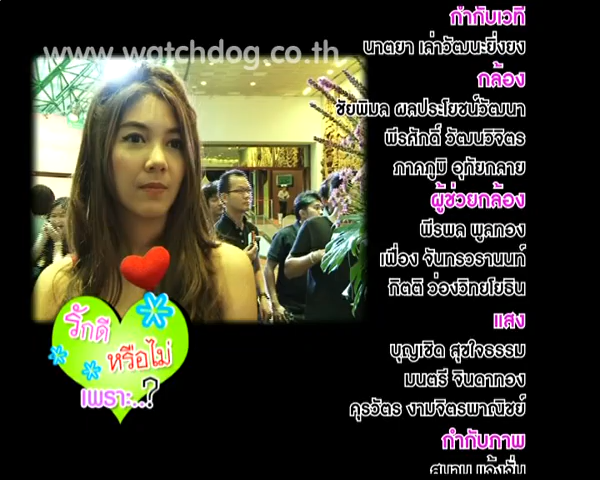 www.watchdog.co.th
กำกับเวที
นาตยา เล่าวัฒนะยิ่งยง
กล้อง
ชัยพิมล ผลประโยชน์วัฒนา
พีรศักดิ์ วัฒนวิจิตร
ภาคภูมิ อุทัยกลาย
ผู้ช่วยกล้อง
พีรพล พูลทอง
เฟื่อง จันทรวรานนท์
กิตติ ว่องวิทยโยธิน
แสง
บุญเชิด สุขใจธรรม
มนตรี จินดาทอง
คุรวัตร งามจิตรพาณิชย์
กำกับภาพ
รักดี
หรือไม่
เพราะ..?